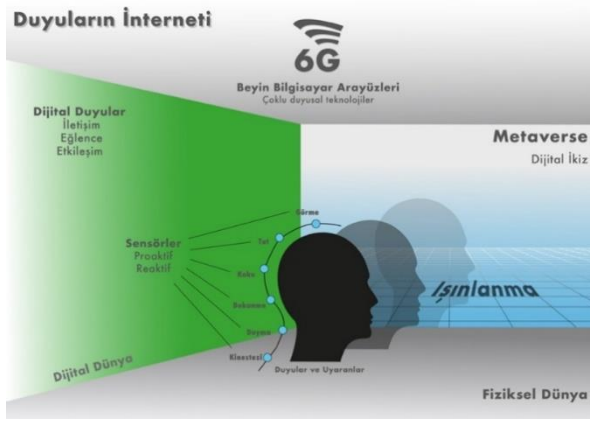 Duyuların İnterneti
6G
Beyin Bilgisayar Arayüzleri
Çoklu duyusal teknolojiler
Dijital Duyular
İletişim
Eğlence
Etkileşim
Metaverse
Dijital İkiz
Sensörler
Proaktif
Reaktif
Görme
Tat
Koku
Dokunma
Duyma
Kinestezi
Duyular ve Uyaranlar
Işınlanma
Dijital Dünya
Fiziksel Dünya